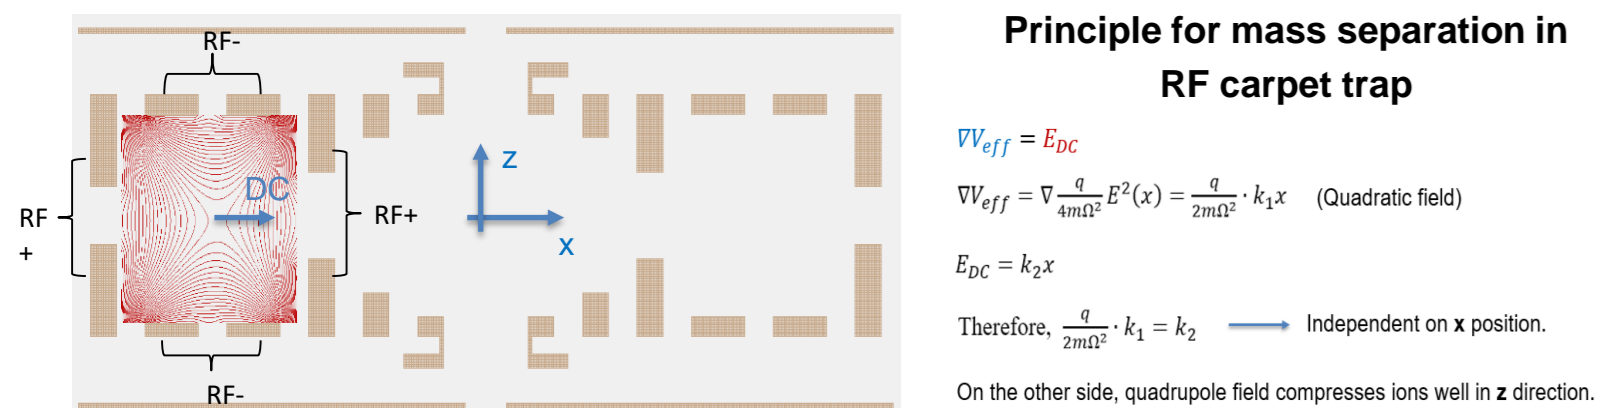 Principle for mass separation in
RF carpet trap
RF-
DC
RF
+
RF+
z
x
RF-
∇V_eff = E_DC
∇V_eff = ∇ q/4mΩ² E²(x) = q/2mΩ² · k₁x (Quadratic field)
E_DC = k₂x
Therefore, q/2mΩ² · k₁ = k₂ Independent on x position.
On the other side, quadrupole field compresses ions well in z direction.